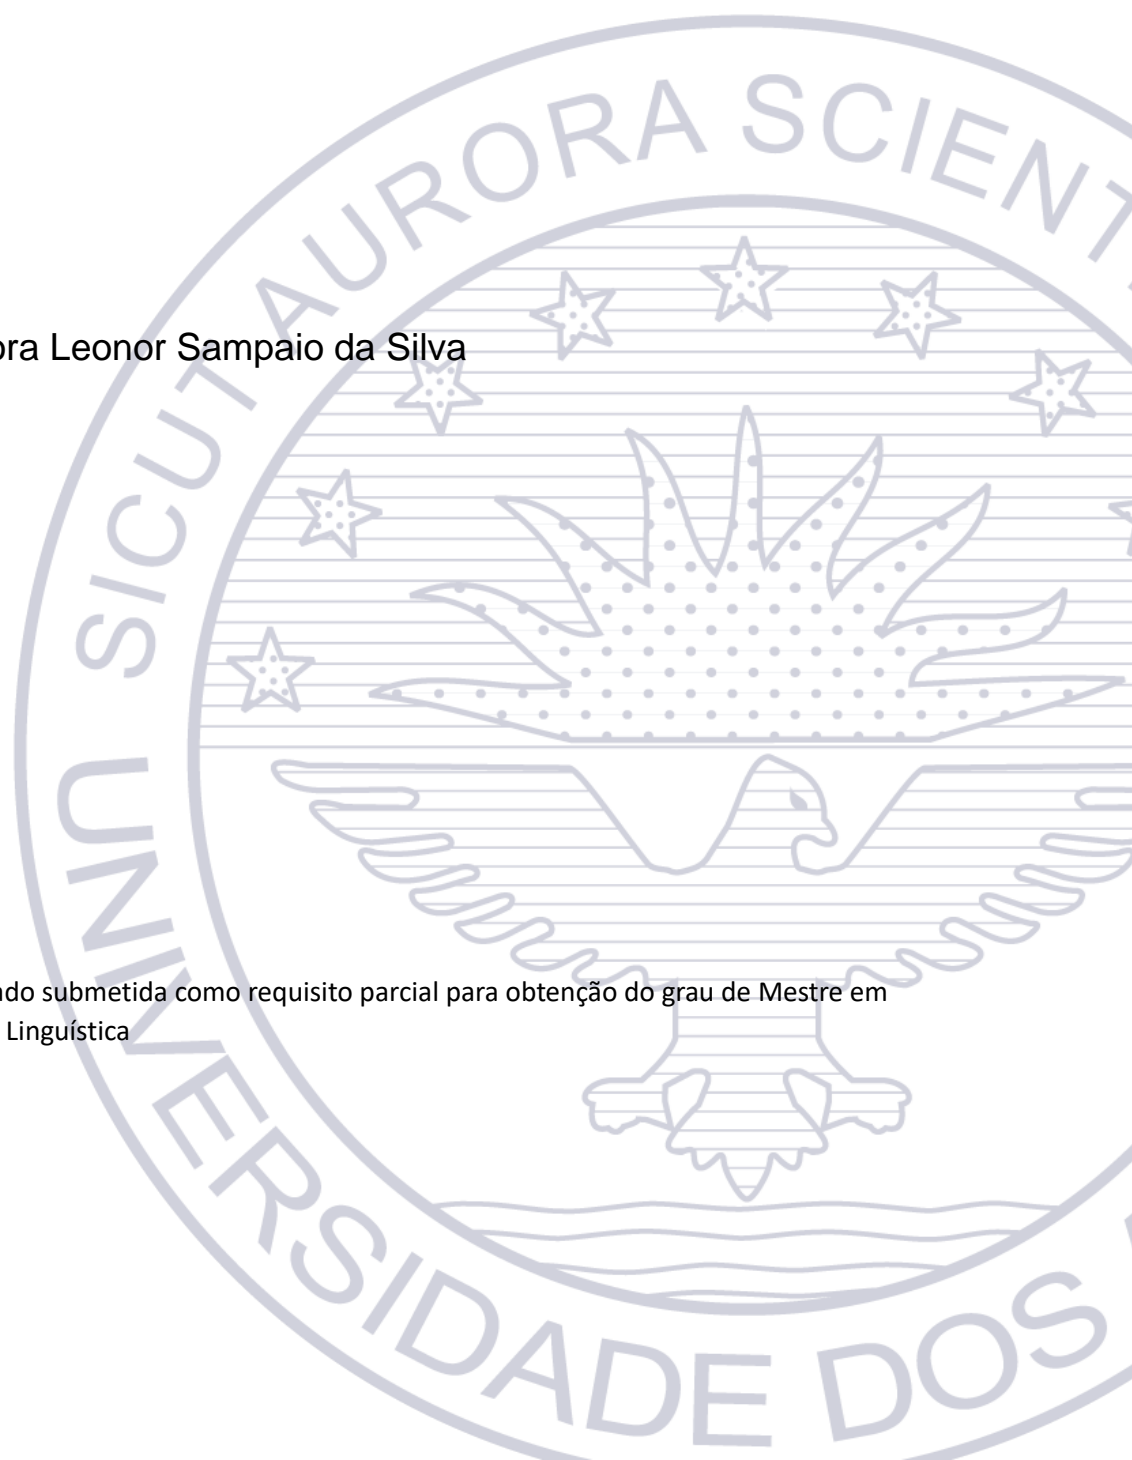 SICUT AURORA SCIENT
ora Leonor Sampaio da Silva
ndo submetida como requisito parcial para obtenção do grau de Mestre em
Linguística
UNIVERSIDADE DOS A